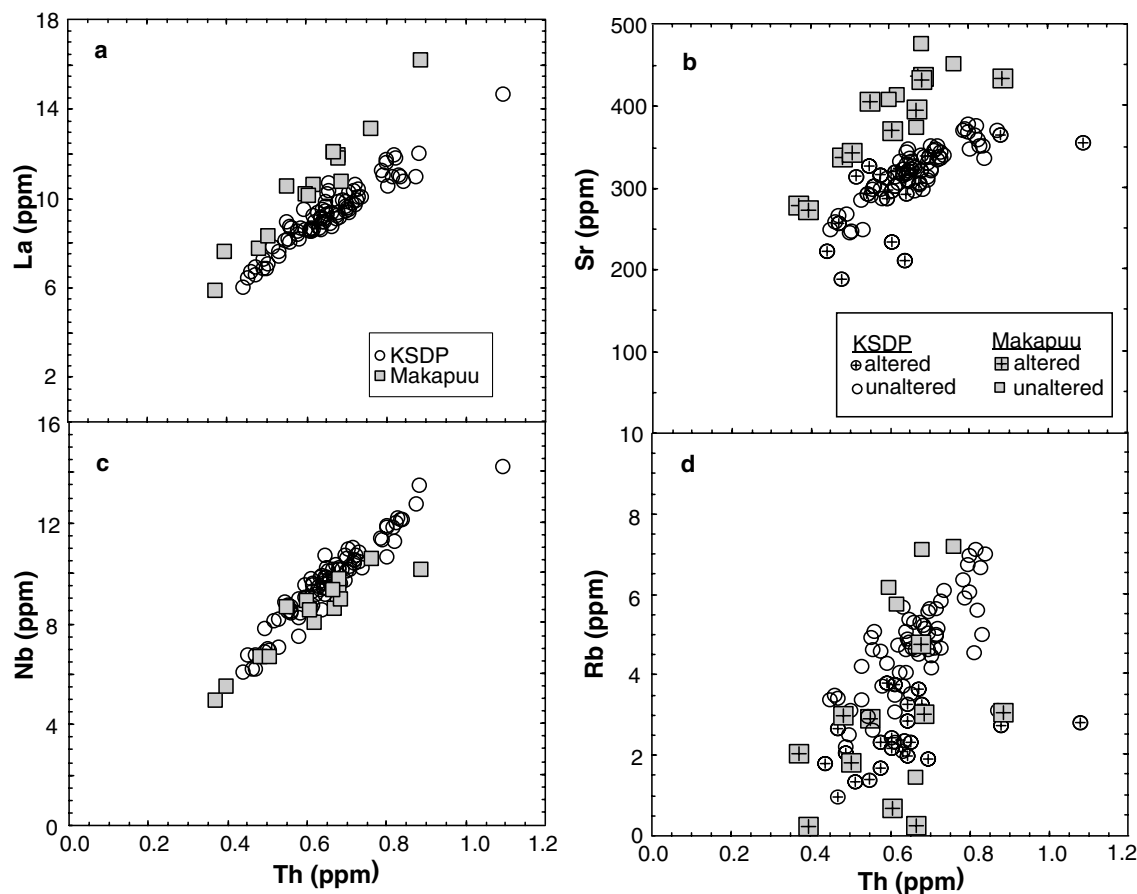 a
La (ppm)
18
14
10
6
2
KSDP
Makapuu
b
Sr (ppm)
500
400
300
200
100
KSDP
Makapuu
altered
altered
unaltered
unaltered
c
Nb (ppm)
16
12
8
4
0
0.0 0.2 0.4 0.6 0.8 1.0 1.2
Th (ppm)
d
Rb (ppm)
10
8
6
4
2
0
0.0 0.2 0.4 0.6 0.8 1.0 1.2
Th (ppm)